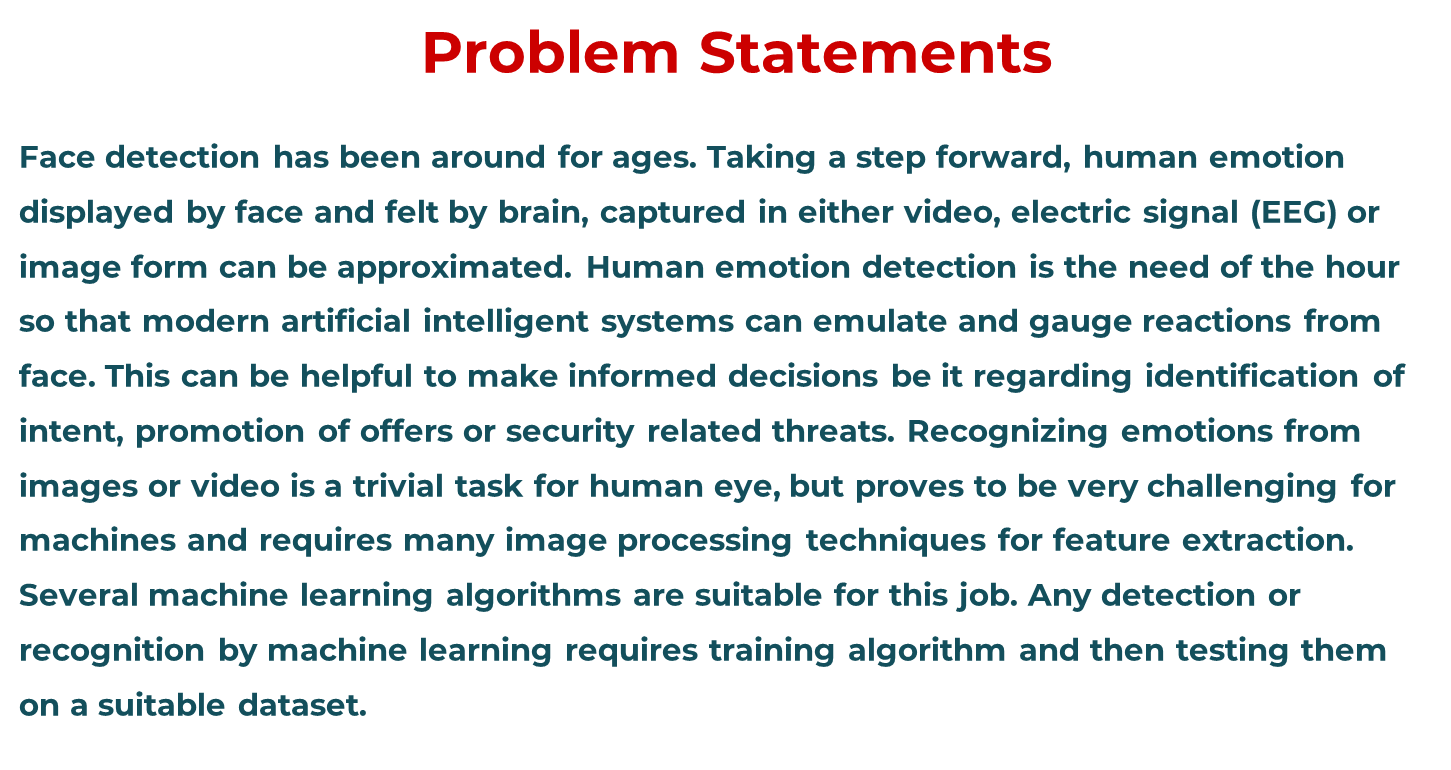 Problem Statements
Face detection has been around for ages. Taking a step forward, human emotion
displayed by face and felt by brain, captured in either video, electric signal (EEG) or
image form can be approximated. Human emotion detection is the need of the hour
so that modern artificial intelligent systems can emulate and gauge reactions from
face. This can be helpful to make informed decisions be it regarding identification of
intent, promotion of offers or security related threats. Recognizing emotions from
images or video is a trivial task for human eye, but proves to be very challenging for
machines and requires many image processing techniques for feature extraction.
Several machine learning algorithms are suitable for this job. Any detection or
recognition by machine learning requires training algorithm and then testing them
on a suitable dataset.